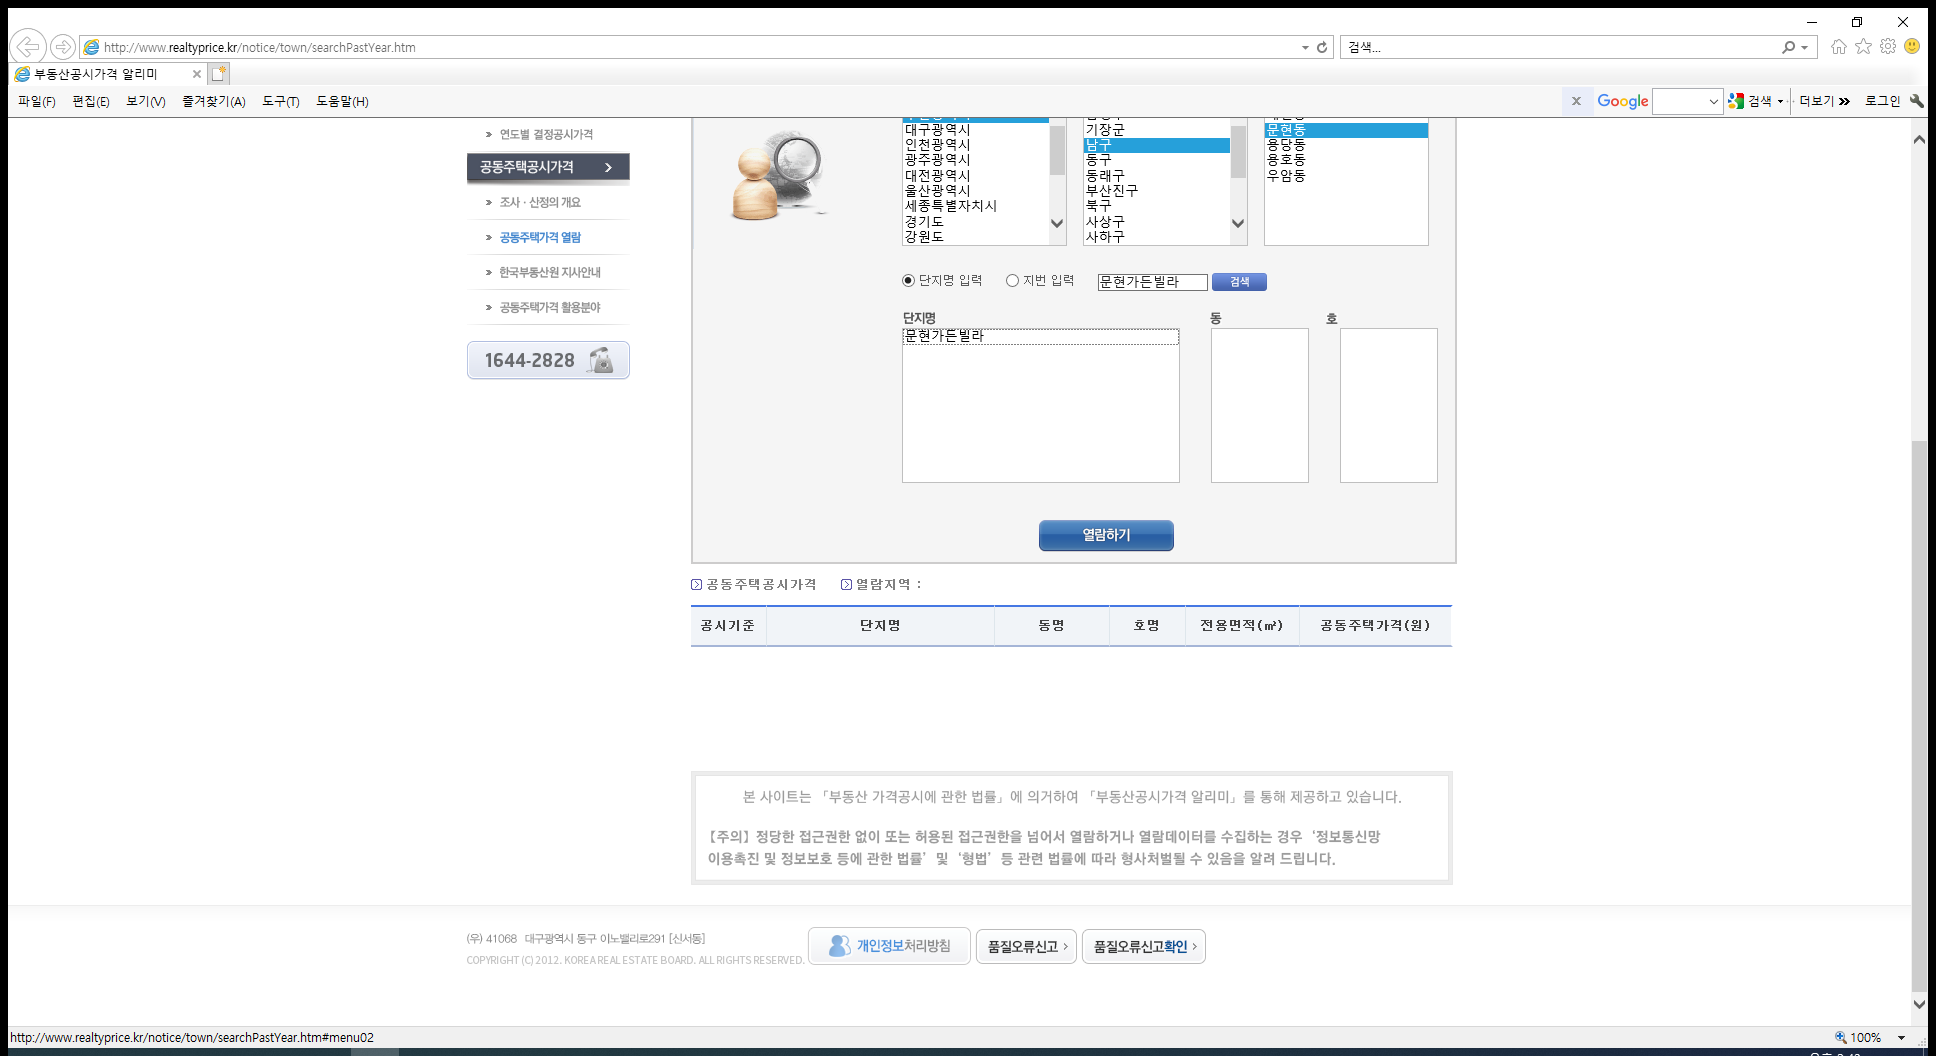 http://www.realtyprice.kr/notice/town/searchPastYear.htm
검색...
부동산공시가격 알리미
파일(F) 편집(E) 보기(V) 즐겨찾기(A) 도구(T) 도움말(H)
x Google 검색 더보기 로그인
연도별 결정공시가격
공동주택공시가격
조사 · 산정의 개요
공동주택가격 열람
한국부동산원 지사안내
공동주택가격 활용분야
1644-2828
대구광역시
인천광역시
광주광역시
대전광역시
울산광역시
세종특별자치시
경기도
강원도
기장군
남구
동구
동래구
부산진구
북구
사상구
사하구
문현동
용당동
용호동
우암동
단지명 입력 지번 입력 문현가든빌라 검색
단지명 동 호
문현가든빌라
열람하기
공동주택공시가격 열람지역 :
공시기준 단지명 동명 호명 전용면적(㎡) 공동주택가격(원)
본 사이트는 「부동산 가격공시에 관한 법률」에 의거하여 「부동산공시가격 알리미」를 통해 제공하고 있습니다.
【주의】 정당한 접근권한 없이 또는 허용된 접근권한을 넘어서 열람하거나 열람데이터를 수집하는 경우 ‘정보통신망
이용촉진 및 정보보호 등에 관한 법률’ 및 ‘형법’ 등 관련 법률에 따라 형사처벌될 수 있음을 알려 드립니다.
(우) 41068 대구광역시 동구 이노밸리로291 [신서동]
COPYRIGHT (C) 2012. KOREA REAL ESTATE BOARD. ALL RIGHTS RESERVED.
개인정보처리방침 품질오류신고 품질오류신고확인
http://www.realtyprice.kr/notice/town/searchPastYear.htm#menu02
100%